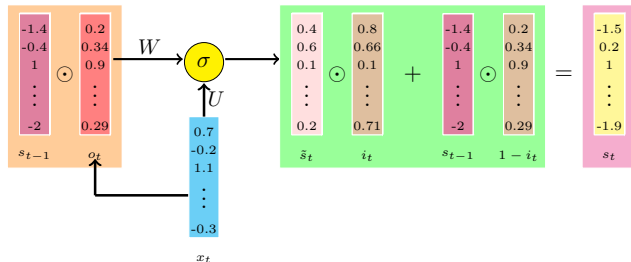 -1.4 0.2 0.4 0.8 -1.4 0.2 -1.5
-0.4 0.34 W σ 0.6 0.66 -0.4 0.34 0.2
1 ⊙ 0.9 0.1 ⊙ 0.1 + 1 ⊙ 0.9 = 1
⋮ ⋮ U ⋮ ⋮ ⋮ ⋮ ⋮
-2 0.29 0.2 0.71 -2 0.29 -1.9
s_{t−1} o_t s̃_t i_t s_{t−1} 1 − i_t s_t
0.7
-0.2
1.1
⋮
-0.3
x_t